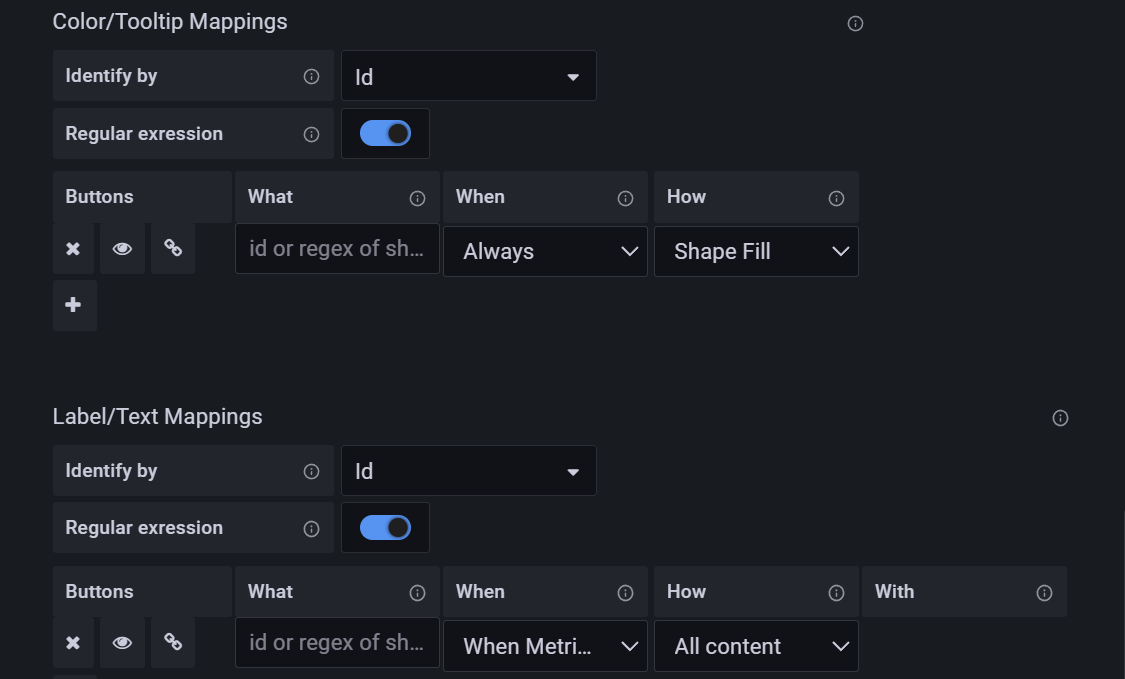 Color/Tooltip Mappings
Identify by Id
Regular exression
Buttons What When How
id or regex of sh... Always Shape Fill
Label/Text Mappings
Identify by Id
Regular exression
Buttons What When How With
id or regex of sh... When Metri... All content